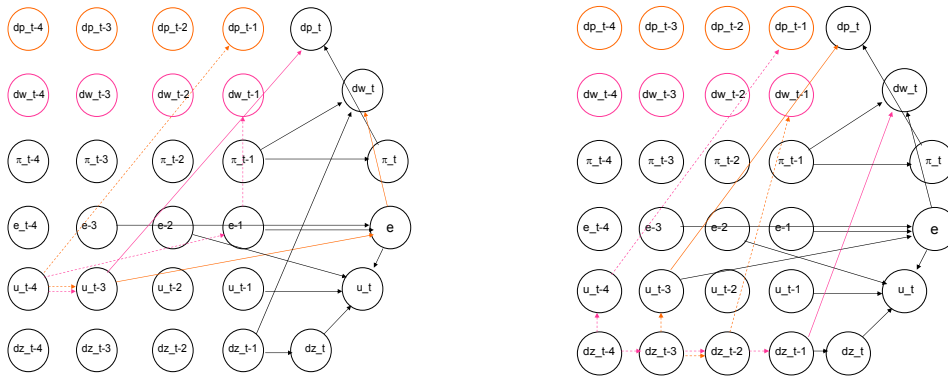 dp_t-4 dp_t-3 dp_t-2 dp_t-1 dp_t
dw_t-4 dw_t-3 dw_t-2 dw_t-1 dw_t
π_t-4 π_t-3 π_t-2 π_t-1 π_t
e_t-4 e-3 e-2 e-1 e
u_t-4 u_t-3 u_t-2 u_t-1 u_t
dz_t-4 dz_t-3 dz_t-2 dz_t-1 dz_t
dp_t-4 dp_t-3 dp_t-2 dp_t-1 dp_t
dw_t-4 dw_t-3 dw_t-2 dw_t-1 dw_t
π_t-4 π_t-3 π_t-2 π_t-1 π_t
e_t-4 e-3 e-2 e-1 e
u_t-4 u_t-3 u_t-2 u_t-1 u_t
dz_t-4 dz_t-3 dz_t-2 dz_t-1 dz_t